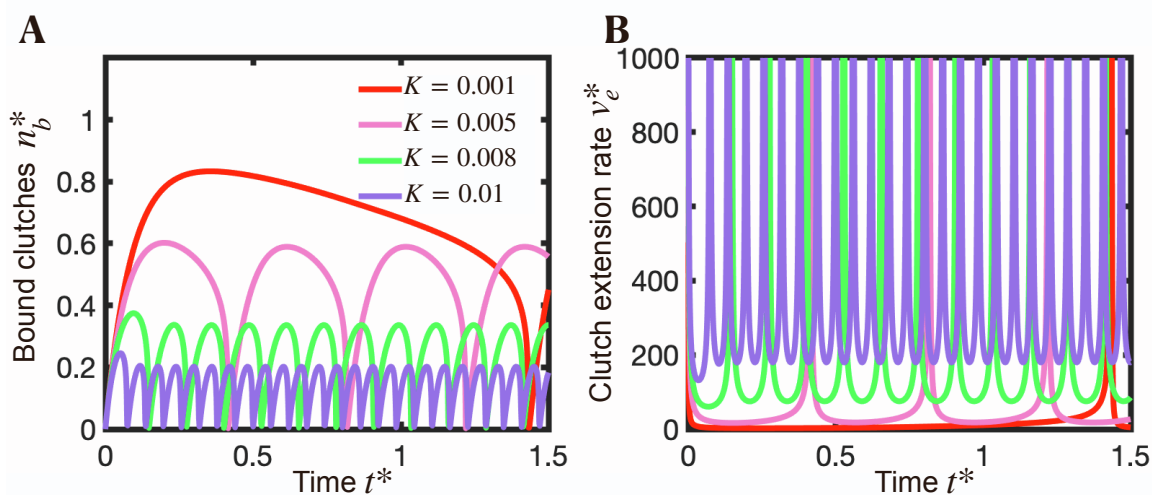 A
Bound clutches n_b^*
1
0.8
0.6
0.4
0.2
0
0
0.5
1
1.5
Time t*
K = 0.001
K = 0.005
K = 0.008
K = 0.01
B
Clutch extension rate v_e^*
1000
800
600
400
200
0
0
0.5
1
1.5
Time t*